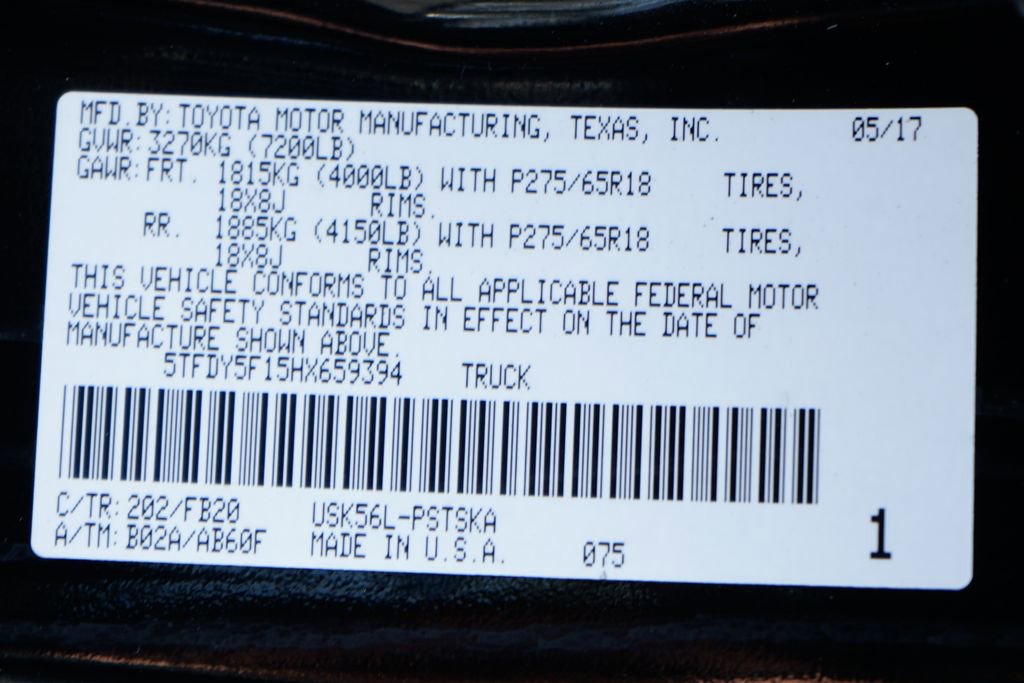 MFD. BY: TOYOTA MOTOR MANUFACTURING, TEXAS, INC. 05/17
GVWR: 3270KG (7200LB)
GAWR: FRT. 1815KG (4000LB) WITH P275/65R18 TIRES,
18X8J RIMS.
RR. 1885KG (4150LB) WITH P275/65R18 TIRES,
18X8J RIMS.
THIS VEHICLE CONFORMS TO ALL APPLICABLE FEDERAL MOTOR
VEHICLE SAFETY STANDARDS IN EFFECT ON THE DATE OF
MANUFACTURE SHOWN ABOVE.
5TFDY5F15HX659394 TRUCK
C/TR: 202/FB20 USK56L-PSTSKA
A/TM: B02A/AB60F MADE IN U.S.A. 075 1